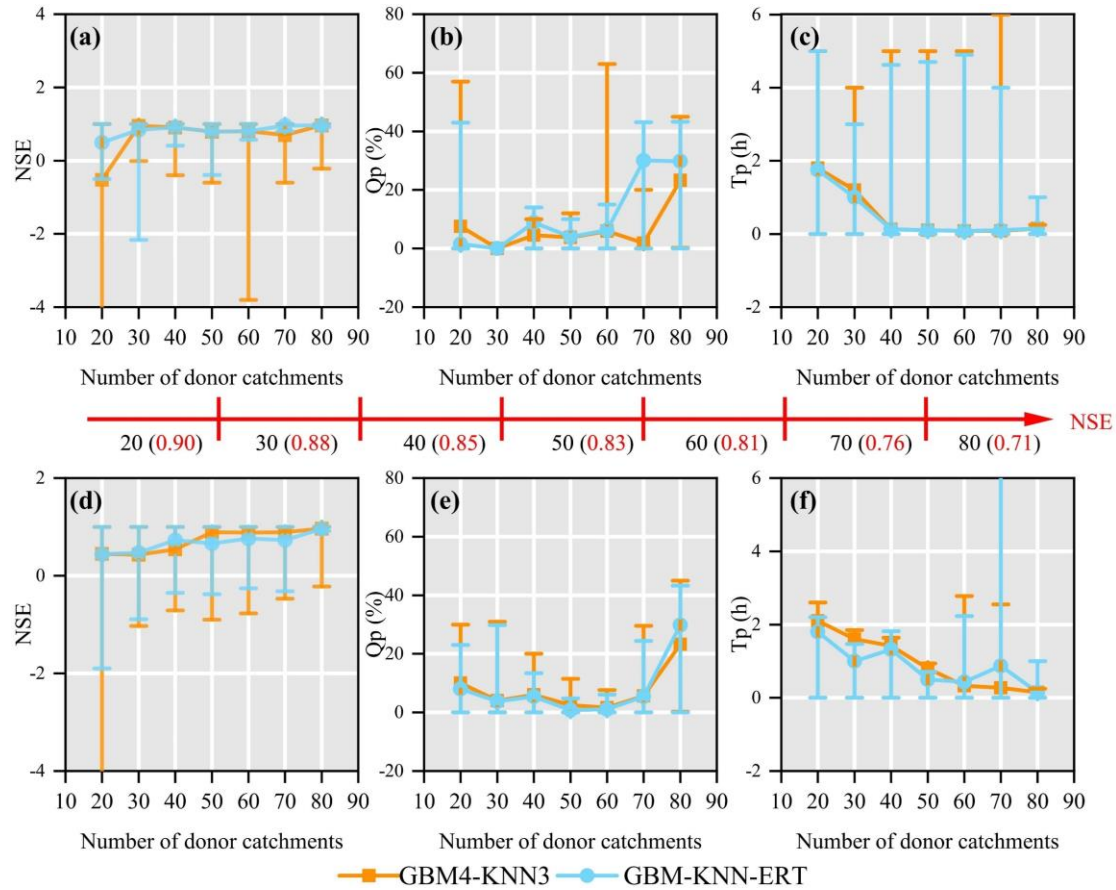 (a)
4
2
0
-2
-4
NSE
10 20 30 40 50 60 70 80 90
Number of donor catchments
(b)
80
60
40
20
0
-20
Qp (%)
10 20 30 40 50 60 70 80 90
Number of donor catchments
(c)
6
4
2
0
-2
Tp (h)
10 20 30 40 50 60 70 80 90
Number of donor catchments
20 (0.90) 30 (0.88) 40 (0.85) 50 (0.83) 60 (0.81) 70 (0.76) 80 (0.71) NSE
(d)
2
0
-2
-4
NSE
10 20 30 40 50 60 70 80 90
Number of donor catchments
(e)
80
60
40
20
0
-20
Qp (%)
10 20 30 40 50 60 70 80 90
Number of donor catchments
(f)
6
4
2
0
-2
Tp (h)
10 20 30 40 50 60 70 80 90
Number of donor catchments
GBM4-KNN3 GBM-KNN-ERT